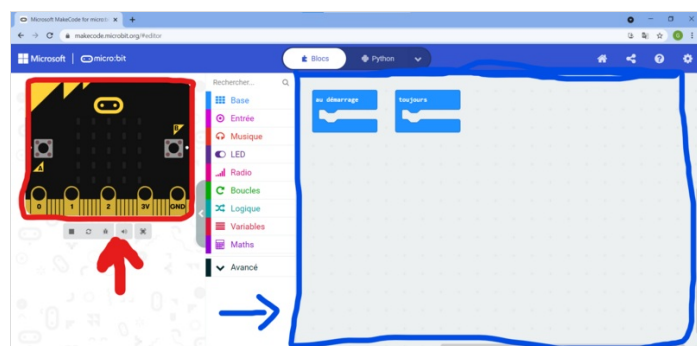 Microsoft MakeCode for micro:b
makecode.microbit.org/#editor
Microsoft | micro:bit
Blocs
Python
Rechercher...
Base
Entrée
Musique
LED
Radio
Boucles
Logique
Variables
Maths
Avancé
au démarrage
toujours
A
B
0 1 2 3V GND